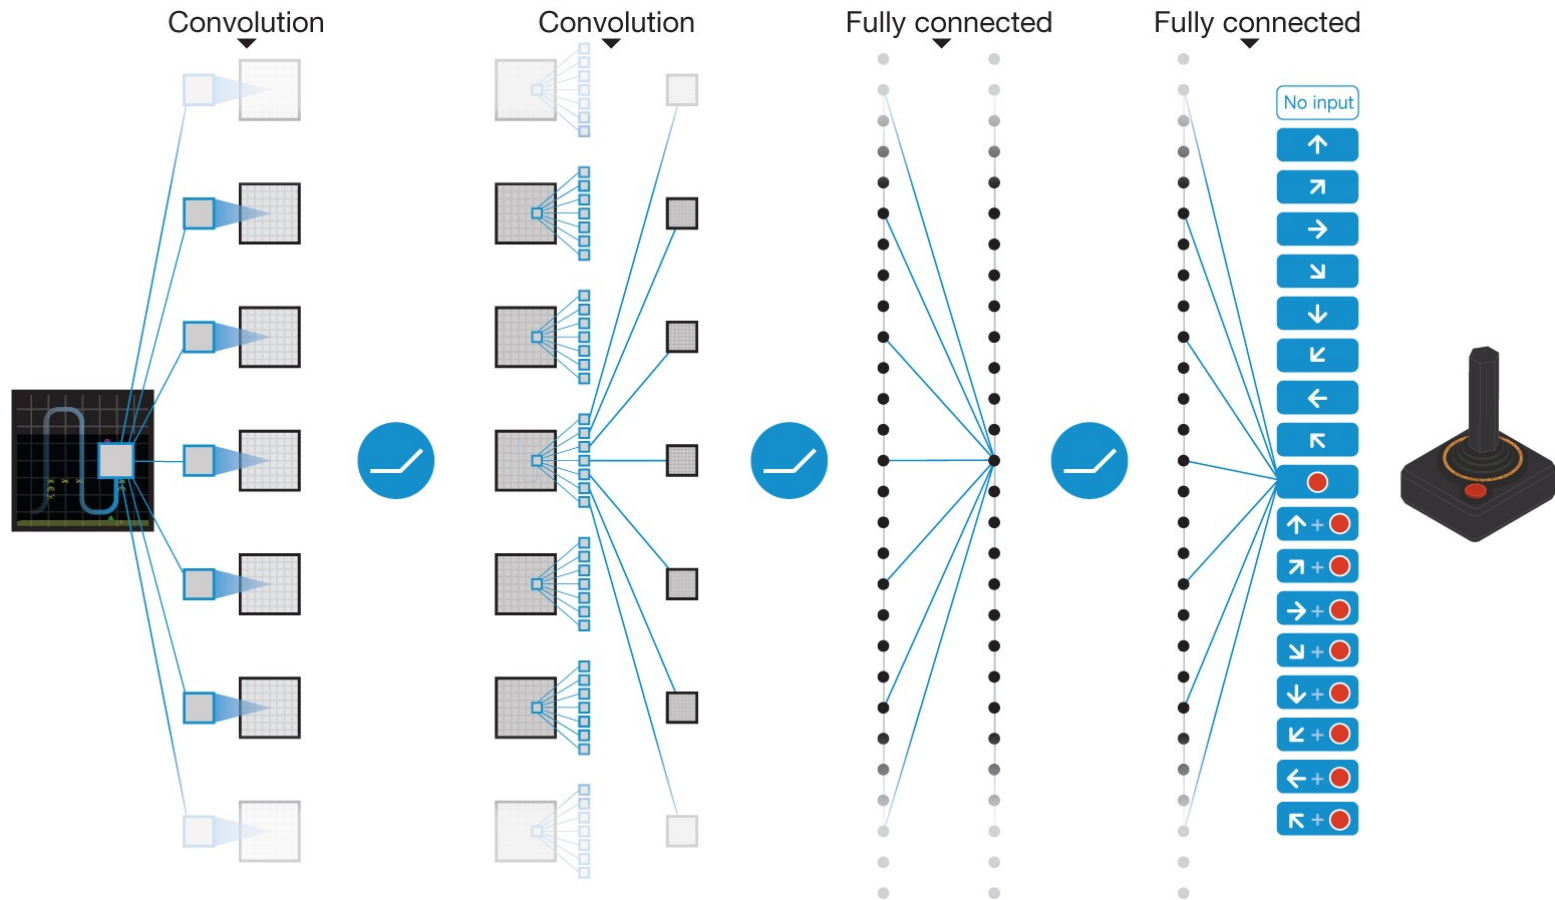 Convolution
Convolution
Fully connected
Fully connected
No input
+
+
+
+
+
+
+
+